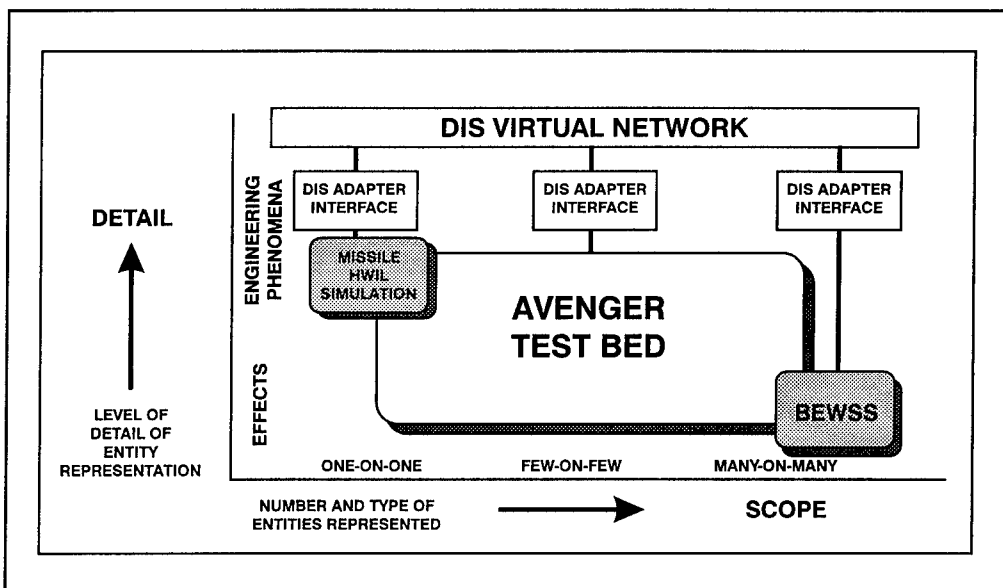 DIS VIRTUAL NETWORK
DIS ADAPTER
INTERFACE
DIS ADAPTER
INTERFACE
DIS ADAPTER
INTERFACE
DETAIL
LEVEL OF
DETAIL OF
ENTITY
REPRESENTATION
ENGINEERING
PHENOMENA
EFFECTS
MISSILE
HWIL
SIMULATION
AVENGER
TEST BED
BEWSS
ONE-ON-ONE
FEW-ON-FEW
MANY-ON-MANY
NUMBER AND TYPE OF
ENTITIES REPRESENTED
SCOPE